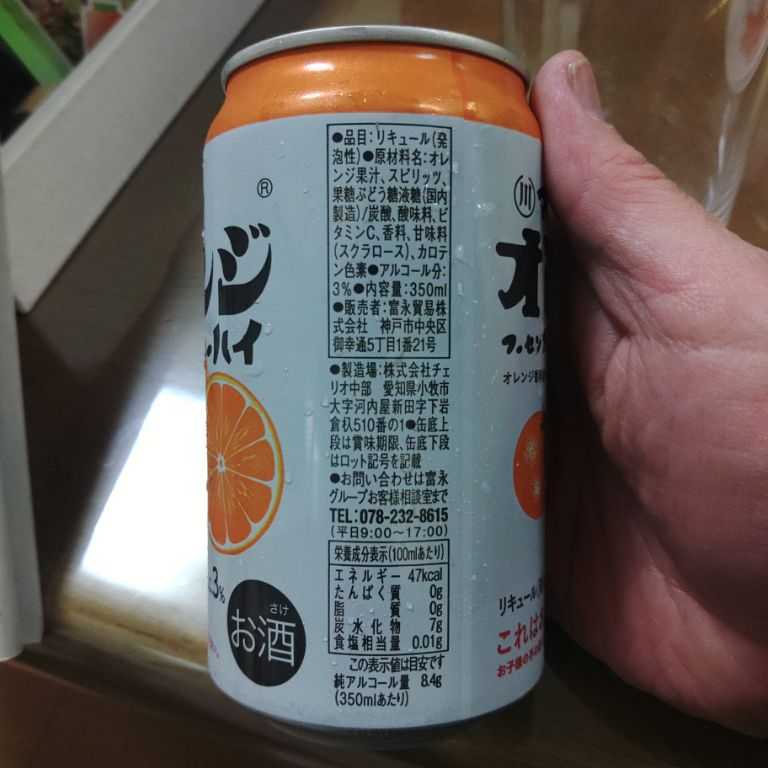 ®
ンジ
ハイ
3%
さけ
お酒
●品目:リキュール(発
泡性)●原材料名:オレ
ンジ果汁、スピリッツ、
果糖ぶどう糖液糖(国内
製造)/炭酸、酸味料、ビ
タミンC、香料、甘味料
(スクラロース)、カロテ
ン色素●アルコール分:
3%●内容量:350ml
●販売者:富永貿易株
式会社 神戸市中央区
御幸通5丁目1番21号
●製造場:株式会社チェ
リオ中部 愛知県小牧市
大字河内屋新田字下岩
倉杁510番の1●缶底上
段は賞味期限、缶底下段
はロット記号を記載
●お問い合わせは富永
グループお客様相談室まで
TEL:078-232-8615
(平日9:00〜17:00)
栄養成分表示(100mlあたり)
エネルギー 47kcal
たんぱく質 0g
脂質 0g
炭水化物 7g
食塩相当量 0.01g
この表示値は目安です
純アルコール量 8.4g
(350mlあたり)
川
オ
フーセン
オレンジ
リキュール
これは
お子様の